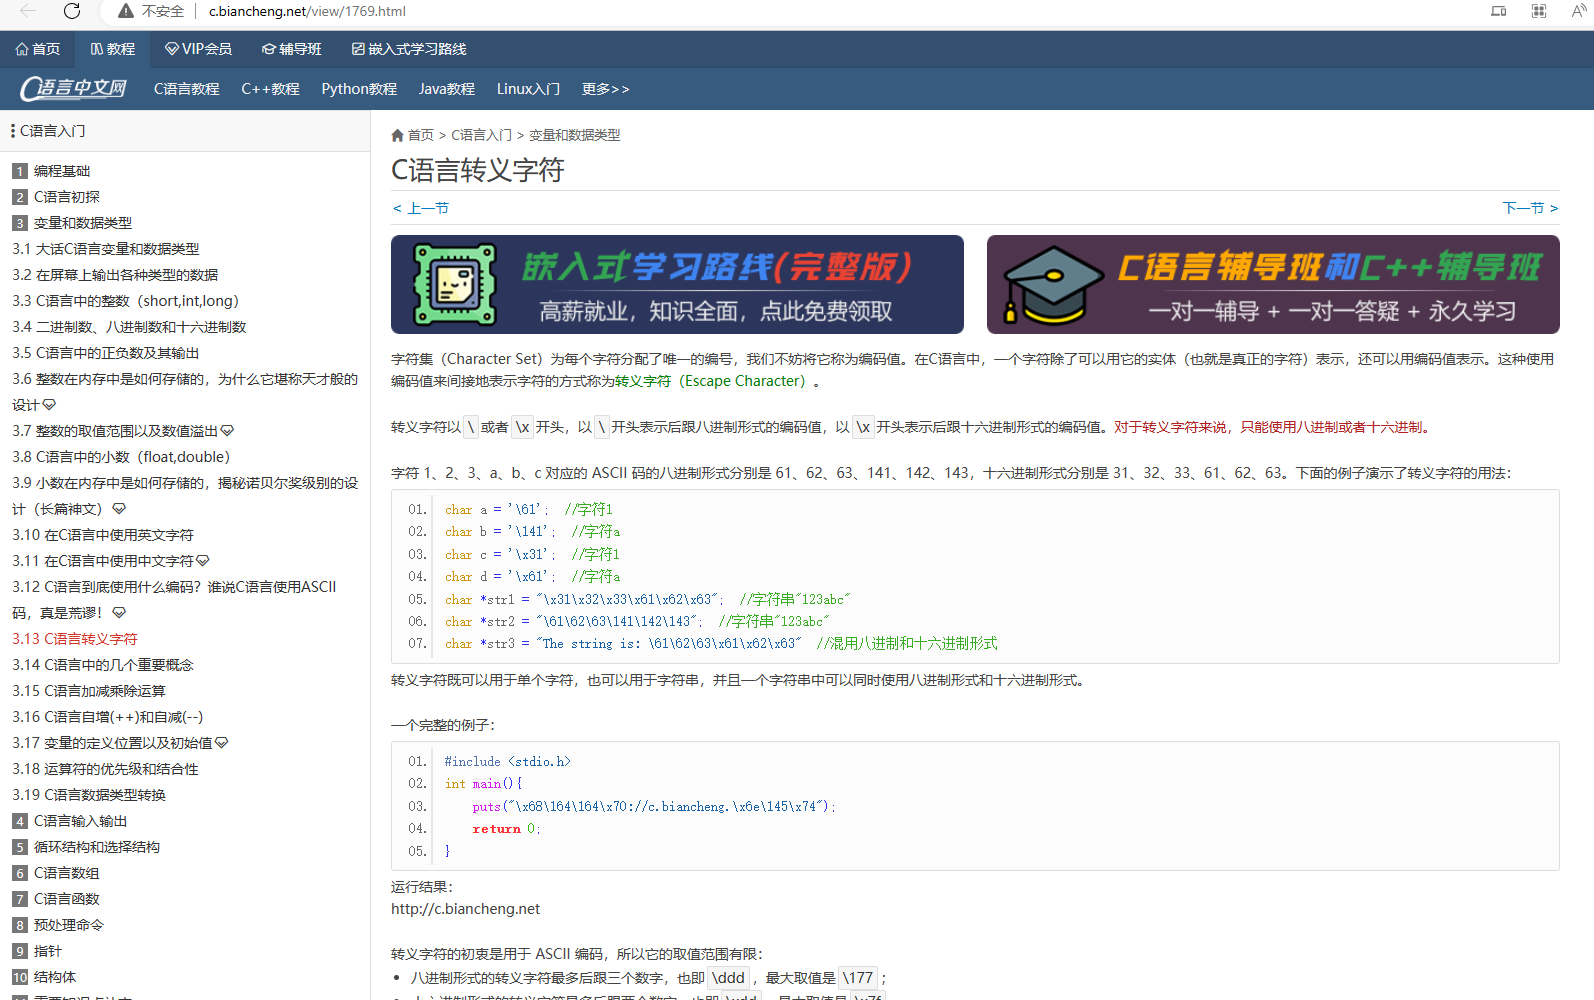 不安全 c.biancheng.net/view/1769.html
首页 教程 VIP会员 辅导班 嵌入式学习路线
C语言中文网 C语言教程 C++教程 Python教程 Java教程 Linux入门 更多>>
C语言入门
1 编程基础
2 C语言初探
3 变量和数据类型
3.1 大话C语言变量和数据类型
3.2 在屏幕上输出各种类型的数据
3.3 C语言中的整数（short,int,long）
3.4 二进制数、八进制数和十六进制数
3.5 C语言中的正负数及其输出
3.6 整数在内存中是如何存储的，为什么它堪称天才般的
设计
3.7 整数的取值范围以及数值溢出
3.8 C语言中的小数（float,double）
3.9 小数在内存中是如何存储的，揭秘诺贝尔奖级别的设
计（长篇神文）
3.10 在C语言中使用英文字符
3.11 在C语言中使用中文字符
3.12 C语言到底使用什么编码？谁说C语言使用ASCII
码，真是荒谬！
3.13 C语言转义字符
3.14 C语言中的几个重要概念
3.15 C语言加减乘除运算
3.16 C语言自增(++)和自减(--)
3.17 变量的定义位置以及初始值
3.18 运算符的优先级和结合性
3.19 C语言数据类型转换
4 C语言输入输出
5 循环结构和选择结构
6 C语言数组
7 C语言函数
8 预处理命令
9 指针
10 结构体
首页 > C语言入门 > 变量和数据类型
C语言转义字符
< 上一节 下一节 >
嵌入式学习路线(完整版)
高薪就业，知识全面，点此免费领取
C语言辅导班和C++辅导班
一对一辅导 + 一对一答疑 + 永久学习
字符集（Character Set）为每个字符分配了唯一的编号，我们不妨将它称为编码值。在C语言中，一个字符除了可以用它的实体（也就是真正的字符）表示，还可以用编码值表示。这种使用
编码值来间接地表示字符的方式称为转义字符（Escape Character）。
转义字符以 \ 或者 \x 开头，以 \ 开头表示后跟八进制形式的编码值，以 \x 开头表示后跟十六进制形式的编码值。对于转义字符来说，只能使用八进制或者十六进制。
字符 1、2、3、a、b、c 对应的 ASCII 码的八进制形式分别是 61、62、63、141、142、143，十六进制形式分别是 31、32、33、61、62、63。下面的例子演示了转义字符的用法：
01. char a = '\61'; //字符1
02. char b = '\141'; //字符a
03. char c = '\x31'; //字符1
04. char d = '\x61'; //字符a
05. char *str1 = "\x31\x32\x33\x61\x62\x63"; //字符串"123abc"
06. char *str2 = "\61\62\63\141\142\143"; //字符串"123abc"
07. char *str3 = "The string is: \61\62\63\x61\x62\x63" //混用八进制和十六进制形式
转义字符既可以用于单个字符，也可以用于字符串，并且一个字符串中可以同时使用八进制形式和十六进制形式。
一个完整的例子：
01. #include <stdio.h>
02. int main(){
03. puts("\x68\164\164\x70://c.biancheng.\x6e\145\x74");
04. return 0;
05. }
运行结果：
http://c.biancheng.net
转义字符的初衷是用于 ASCII 编码，所以它的取值范围有限：
• 八进制形式的转义字符最多后跟三个数字，也即 \ddd ，最大取值是 \177 ；